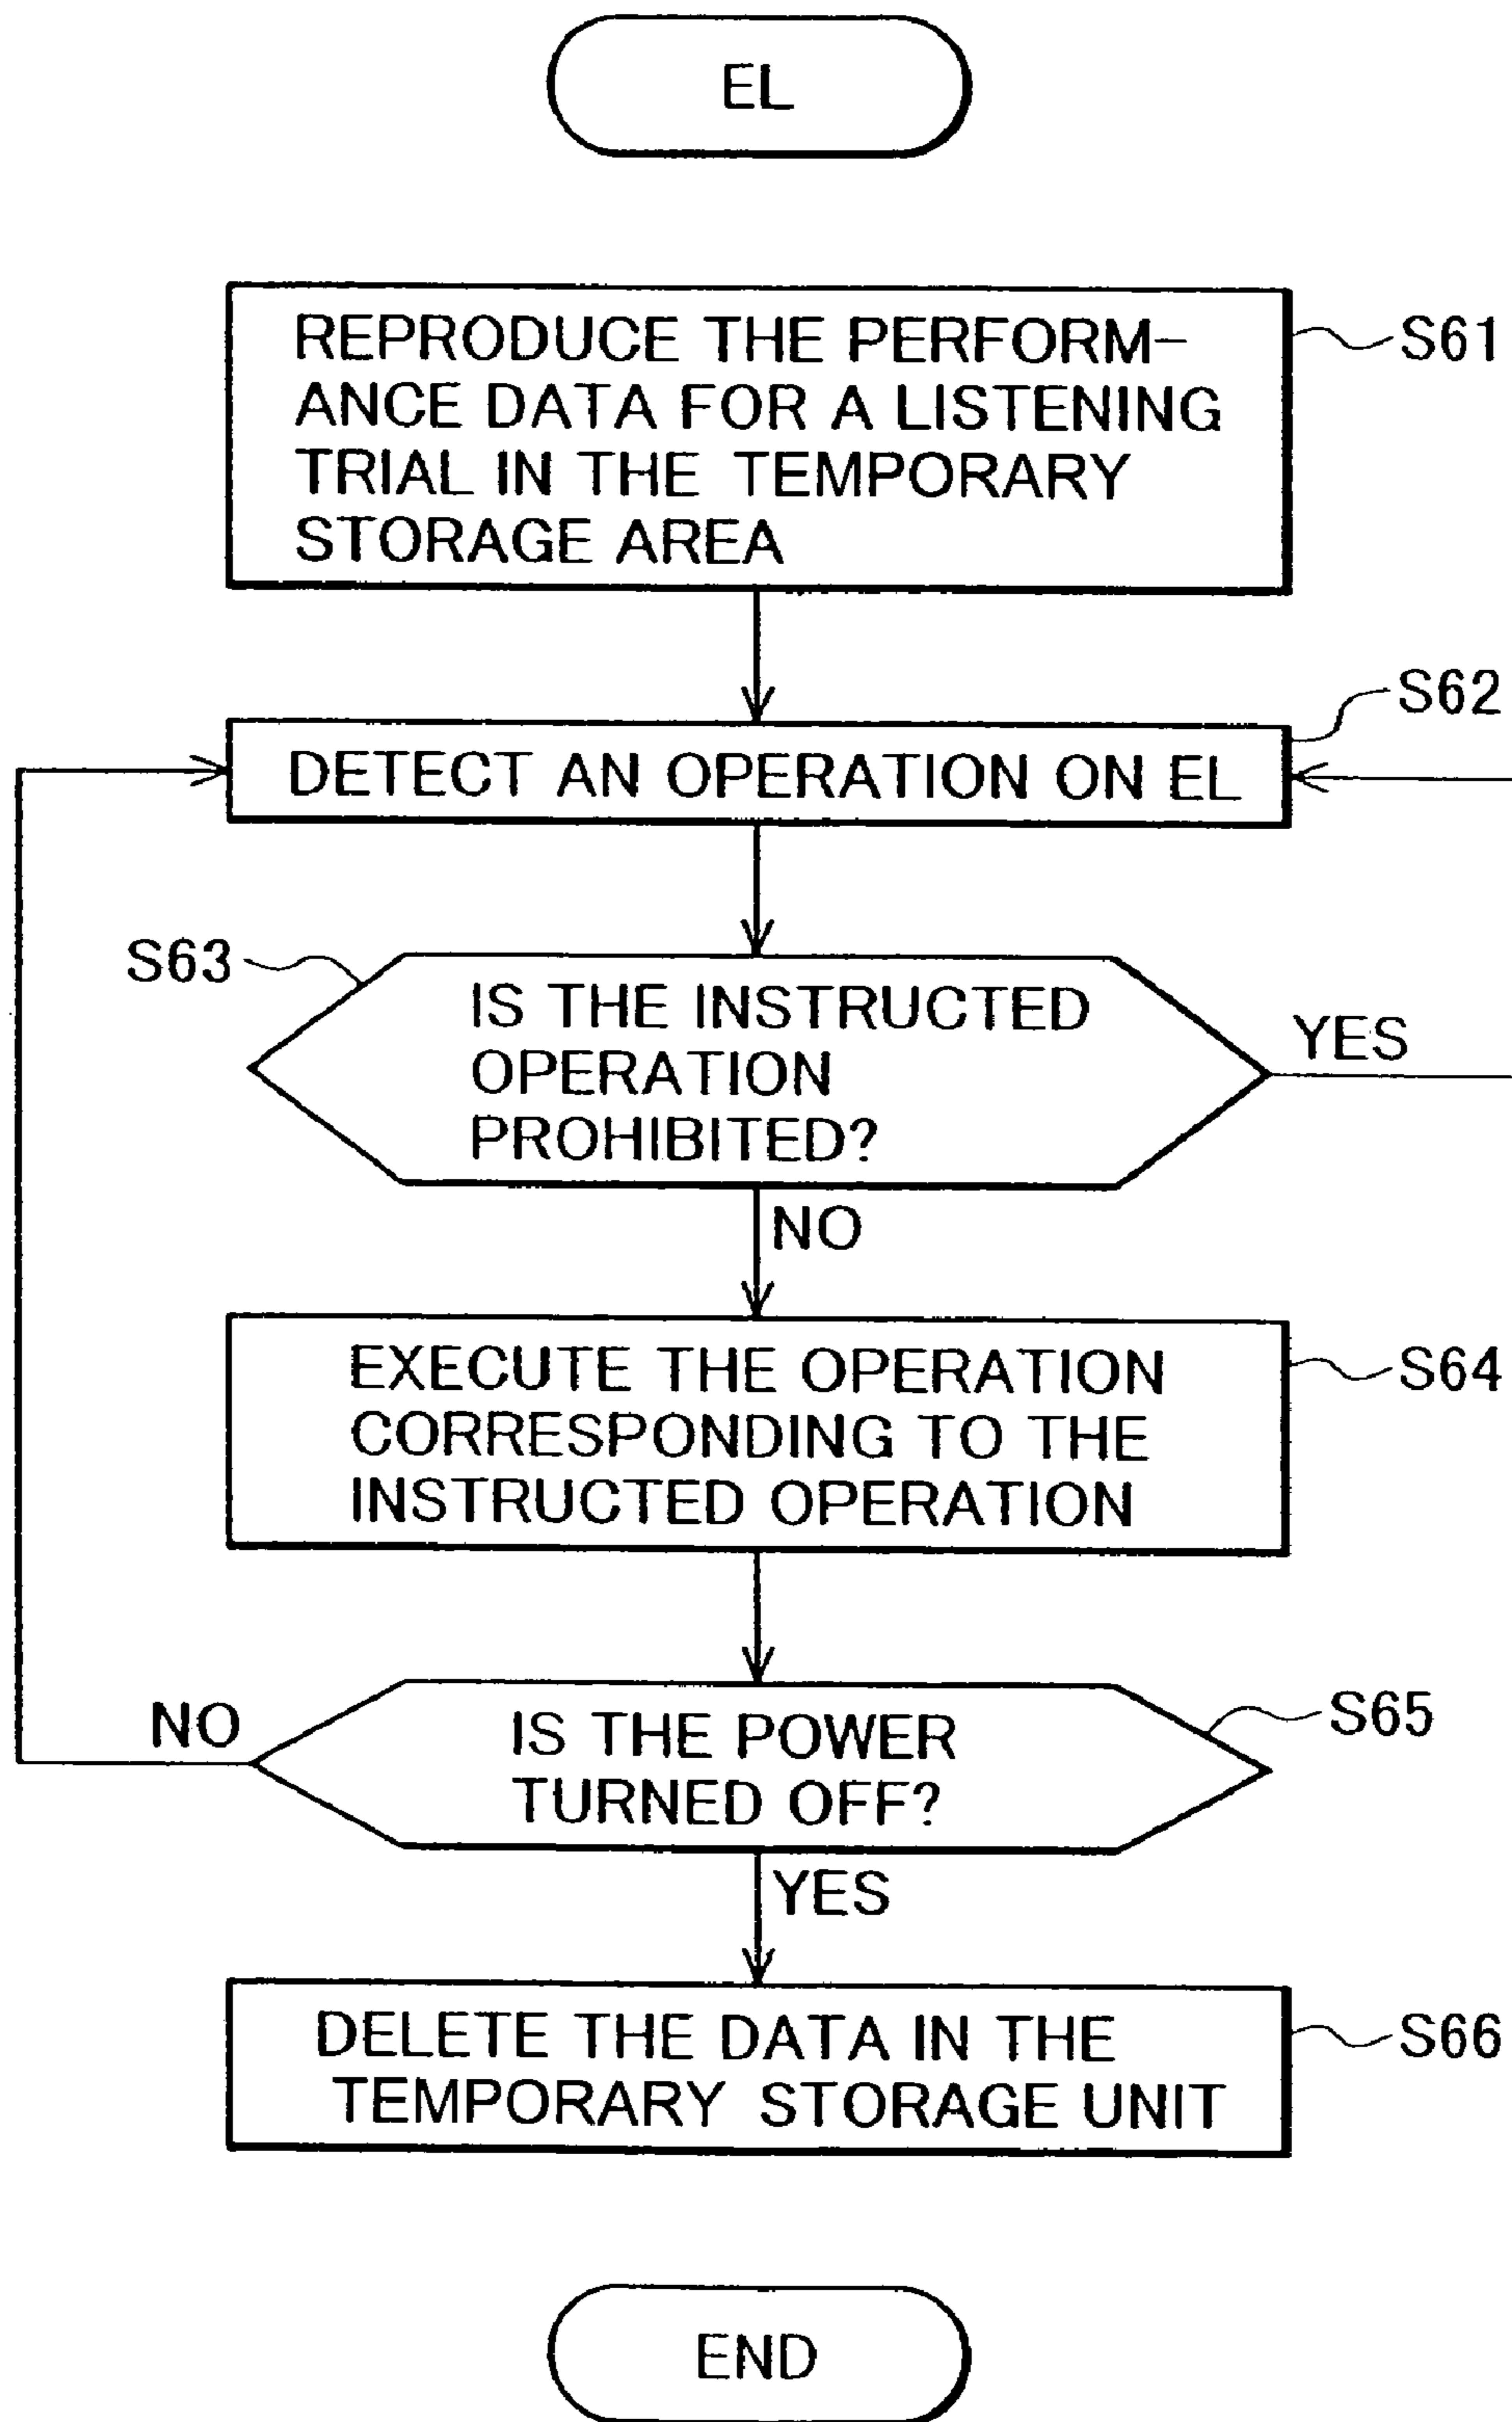 EL
REPRODUCE THE PERFORM-
ANCE DATA FOR A LISTENING
TRIAL IN THE TEMPORARY
STORAGE AREA
S61
DETECT AN OPERATION ON EL
S62
S63
IS THE INSTRUCTED
OPERATION
PROHIBITED?
YES
NO
EXECUTE THE OPERATION
CORRESPONDING TO THE
INSTRUCTED OPERATION
S64
NO
IS THE POWER
TURNED OFF?
S65
YES
DELETE THE DATA IN THE
TEMPORARY STORAGE UNIT
S66
END